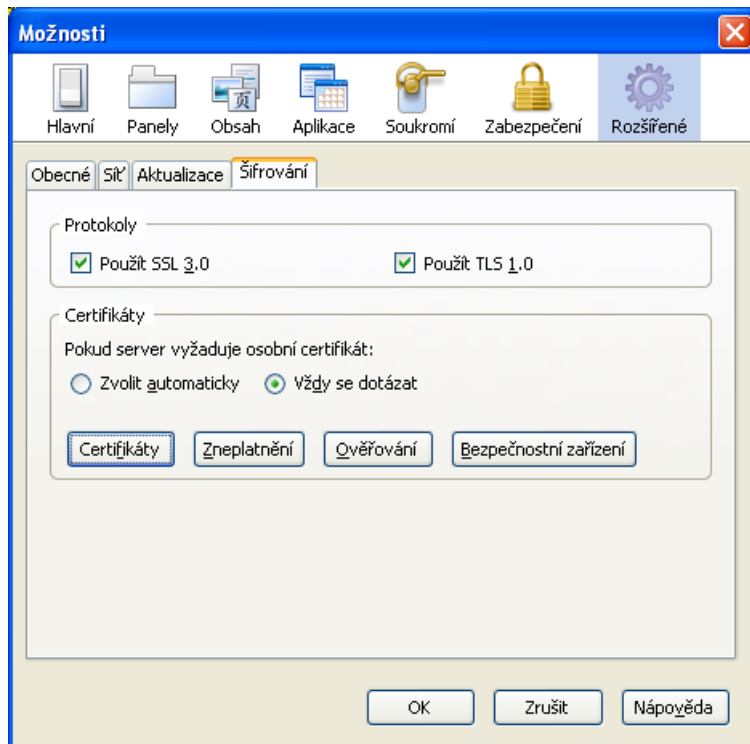 Možnosti
Hlavní Panely Obsah Aplikace Soukromí Zabezpečení Rozšířené
Obecné Síť Aktualizace Šifrování
Protokoly
Použít SSL 3.0 Použít TLS 1.0
Certifikáty
Pokud server vyžaduje osobní certifikát:
Zvolit automaticky Vždy se dotázat
Certifikáty Zneplatnění Ověřování Bezpečnostní zařízení
OK Zrušit Nápověda